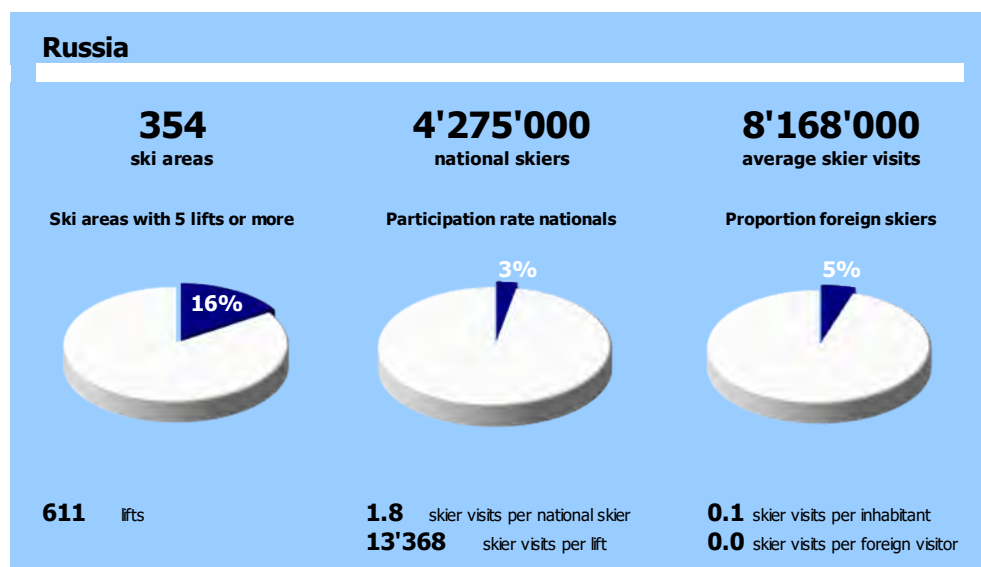 Russia
354 4'275'000 8'168'000
ski areas national skiers average skier visits
Ski areas with 5 lifts or more Participation rate nationals Proportion foreign skiers
16% 3% 5%
611 lifts 1.8 skier visits per national skier 0.1 skier visits per inhabitant
13'368 skier visits per lift 0.0 skier visits per foreign visitor